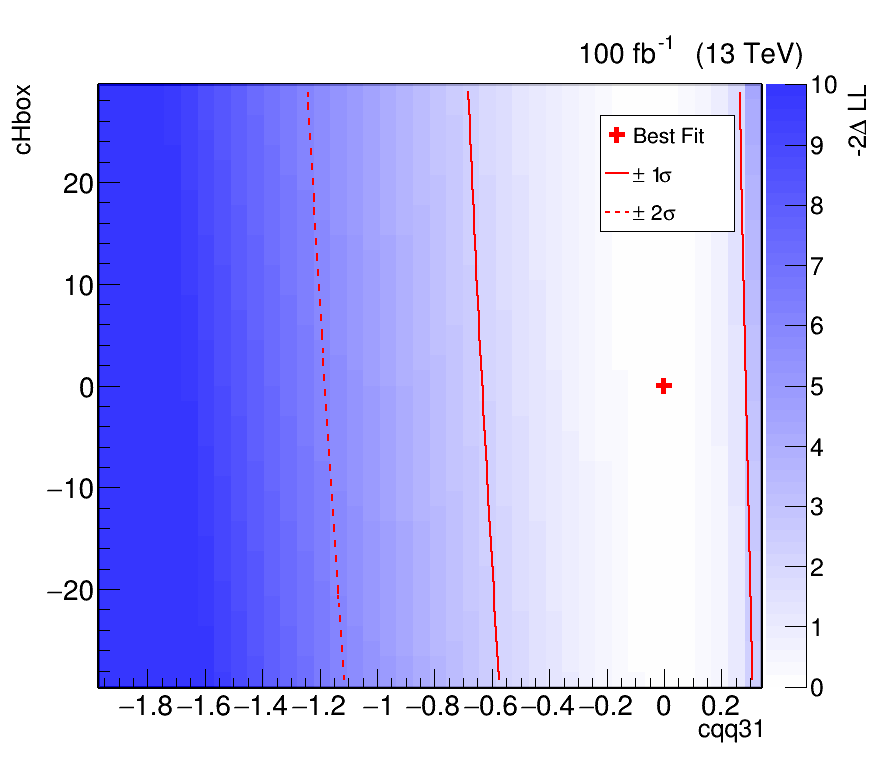 100 fb⁻¹ (13 TeV)
cHbox
-2Δ LL
Best Fit
± 1σ
± 2σ
20
10
0
−10
−20
10
9
8
7
6
5
4
3
2
1
0
−1.8 −1.6 −1.4 −1.2 −1 −0.8 −0.6 −0.4 −0.2 0 0.2
cqq31